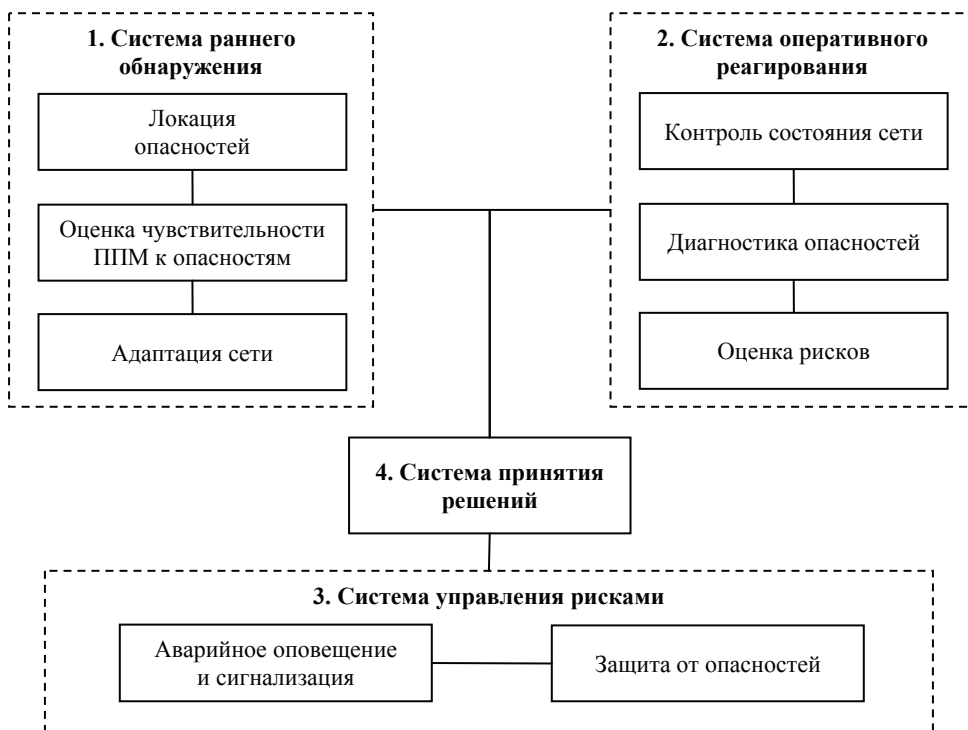 1. Система раннего
обнаружения
Локация
опасностей
Оценка чувствительности
ППМ к опасностям
Адаптация сети
2. Система оперативного
реагирования
Контроль состояния сети
Диагностика опасностей
Оценка рисков
4. Система принятия
решений
3. Система управления рисками
Аварийное оповещение
и сигнализация
Защита от опасностей